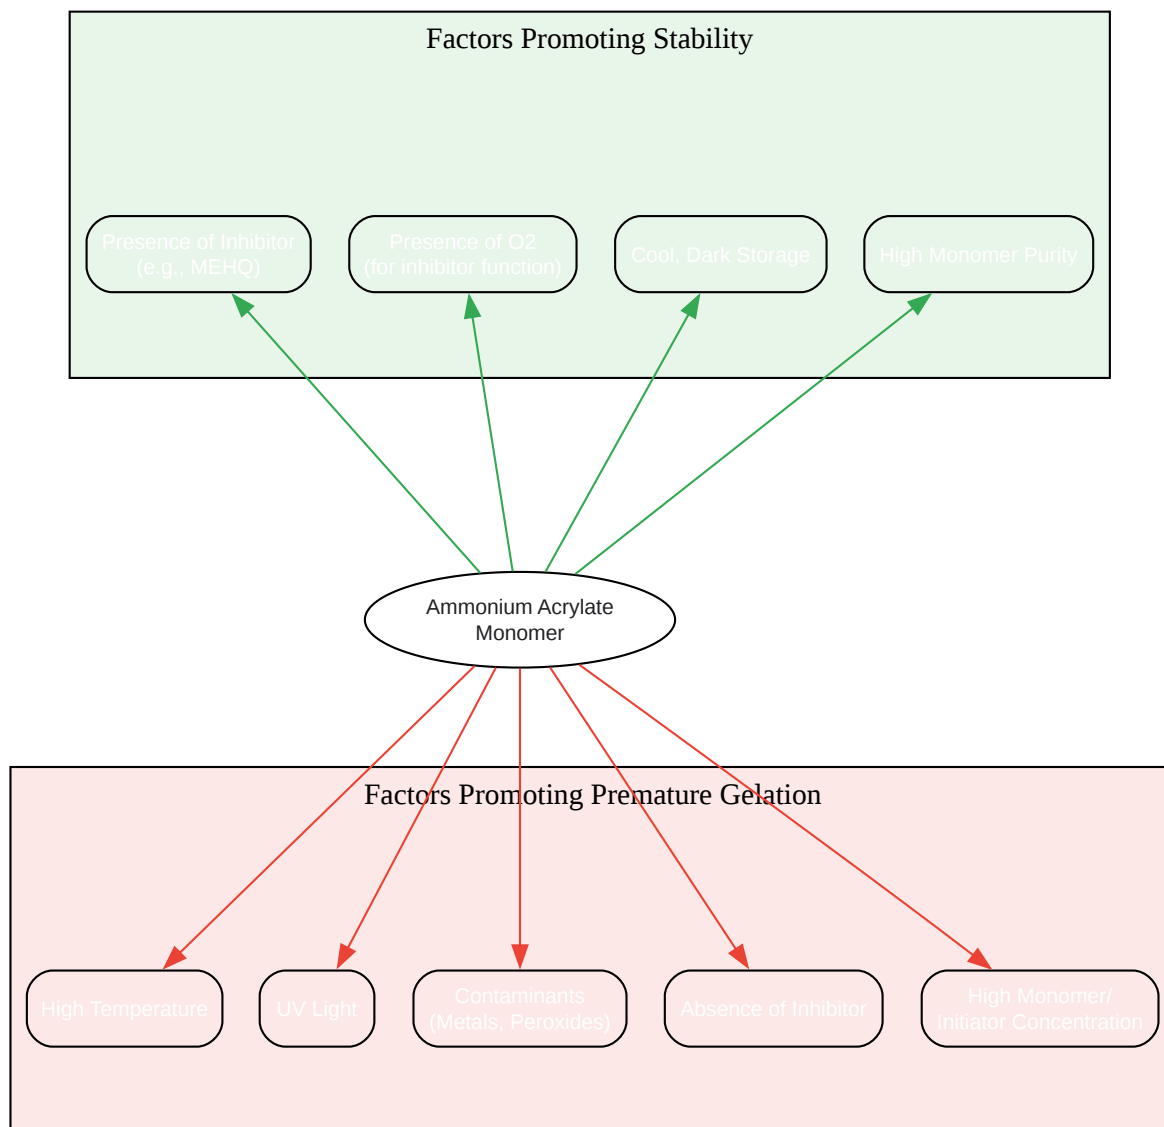 Factors Promoting Stability
Presence of Inhibitor
(e.g., MEHQ)
Presence of O2
(for inhibitor function)
Cool, Dark Storage
High Monomer Purity
Ammonium Acrylate
Monomer
Factors Promoting Premature Gelation
High Temperature
UV Light
Contaminants
(Metals, Peroxides)
Absence of Inhibitor
High Monomer/
Initiator Concentration